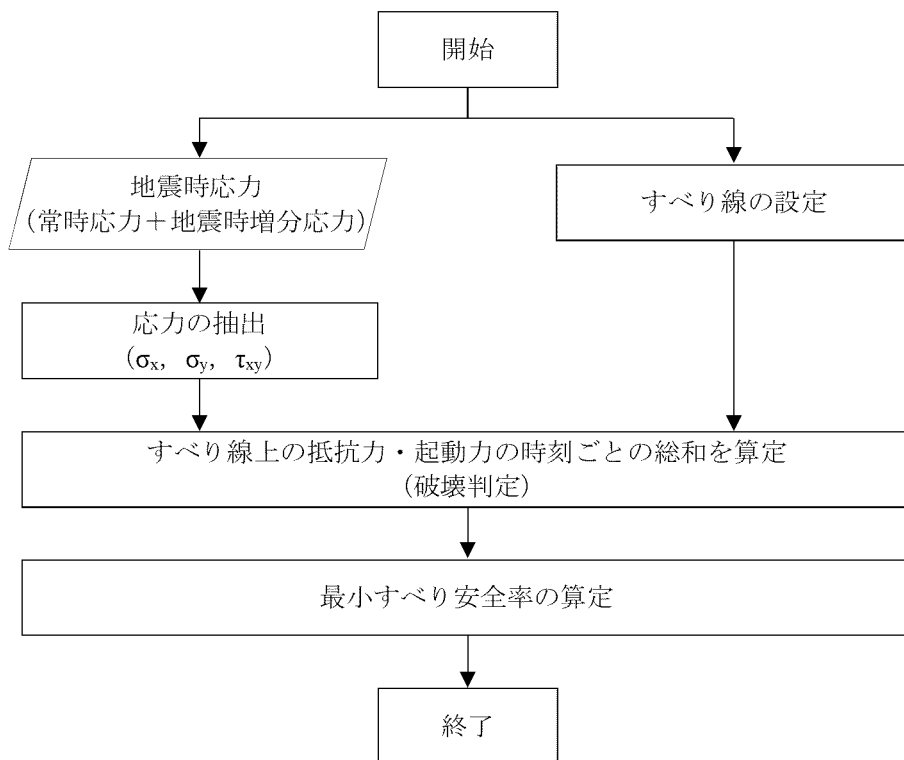 開始
地震時応力
(常時応力＋地震時増分応力)
すべり線の設定
応力の抽出
(σx, σy, τxy)
すべり線上の抵抗力・起動力の時刻ごとの総和を算定
(破壊判定)
最小すべり安全率の算定
終了